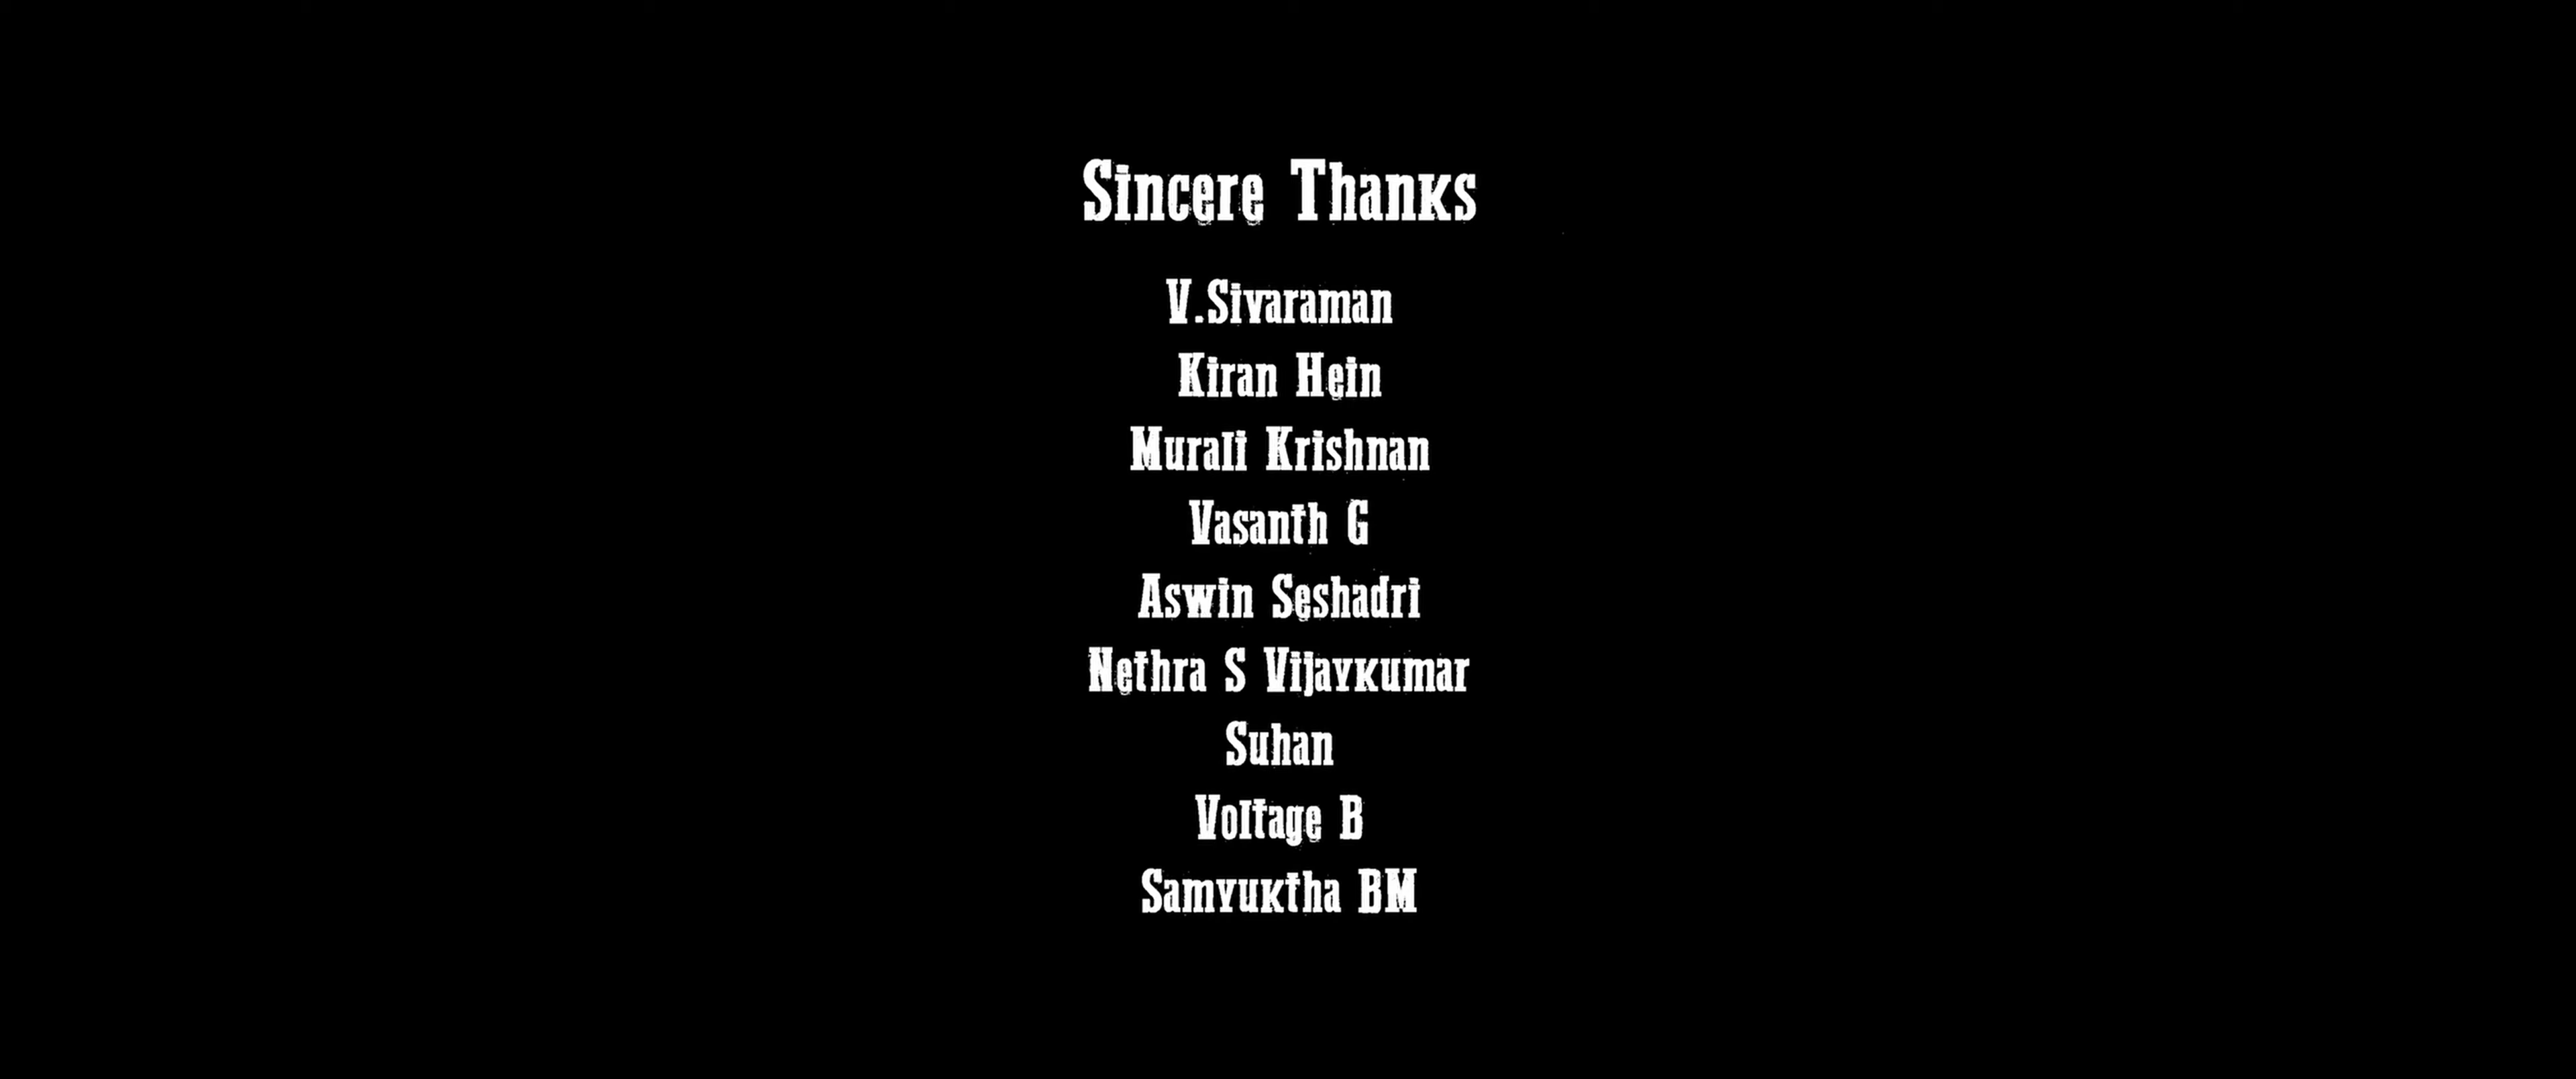 Sincere Thanks
V.Sivaraman
Kiran Hein
Murali Krishnan
Vasanth G
Aswin Seshadri
Nethra S Vijaykumar
Suhan
Voltage B
Samyuktha BM